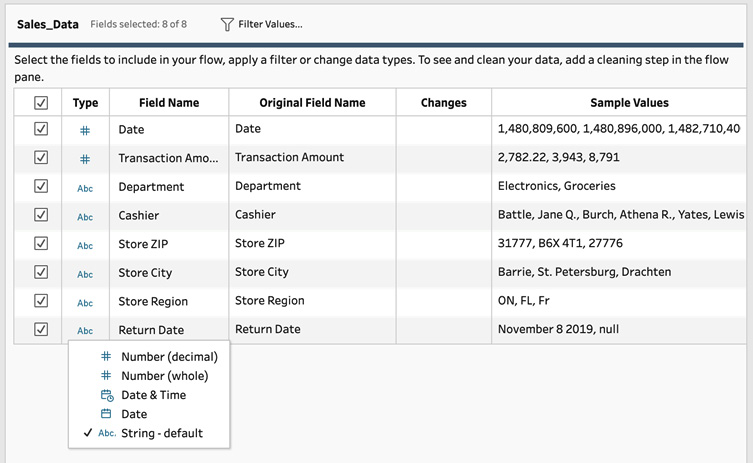 Sales_Data Fields selected: 8 of 8 Filter Values...
Select the fields to include in your flow, apply a filter or change data types. To see and clean your data, add a cleaning step in the flow
pane.
Type Field Name Original Field Name Changes Sample Values
# Date Date 1,480,809,600, 1,480,896,000, 1,482,710,40
# Transaction Amo... Transaction Amount 2,782.22, 3,943, 8,791
Abc Department Department Electronics, Groceries
Abc Cashier Cashier Battle, Jane Q., Burch, Athena R., Yates, Lewis
Abc Store ZIP Store ZIP 31777, B6X 4T1, 27776
Abc Store City Store City Barrie, St. Petersburg, Drachten
Abc Store Region Store Region ON, FL, Fr
Abc Return Date Return Date November 8 2019, null
# Number (decimal)
# Number (whole)
Date & Time
Date
✓ Abc. String - default